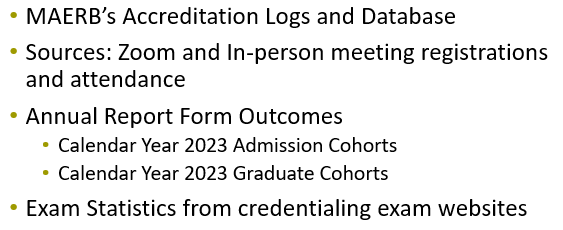 • MAERB’s Accreditation Logs and Database
• Sources: Zoom and In-person meeting registrations
and attendance
• Annual Report Form Outcomes
• Calendar Year 2023 Admission Cohorts
• Calendar Year 2023 Graduate Cohorts
• Exam Statistics from credentialing exam websites